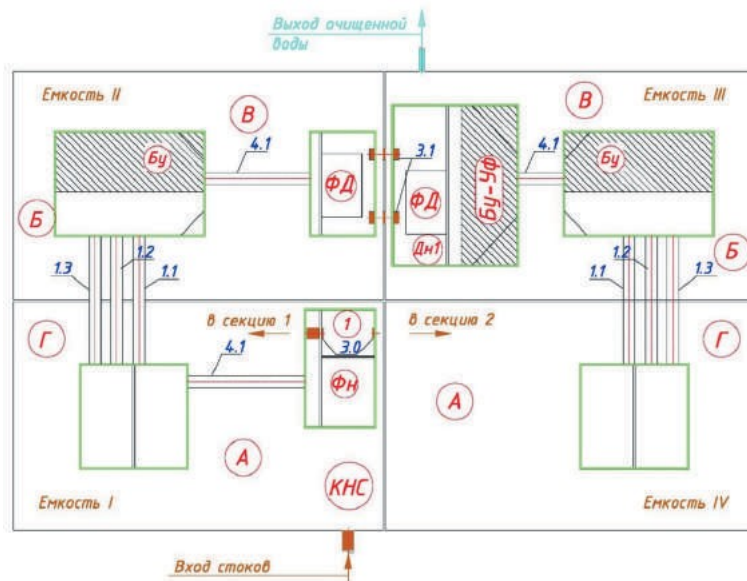 Выход очищенной
воды
Емкость II
В
В
Емкость III
Бу
4.1
ФД
3.1
ФД
Бу-Уф
4.1
Бу
Б
Дн1
Б
1.3
1.2
1.1
1.1
1.2
1.3
Г
в секцию 1
1
в секцию 2
Г
3.0
4.1
Фн
А
А
Емкость I
КНС
Емкость IV
Вход стоков